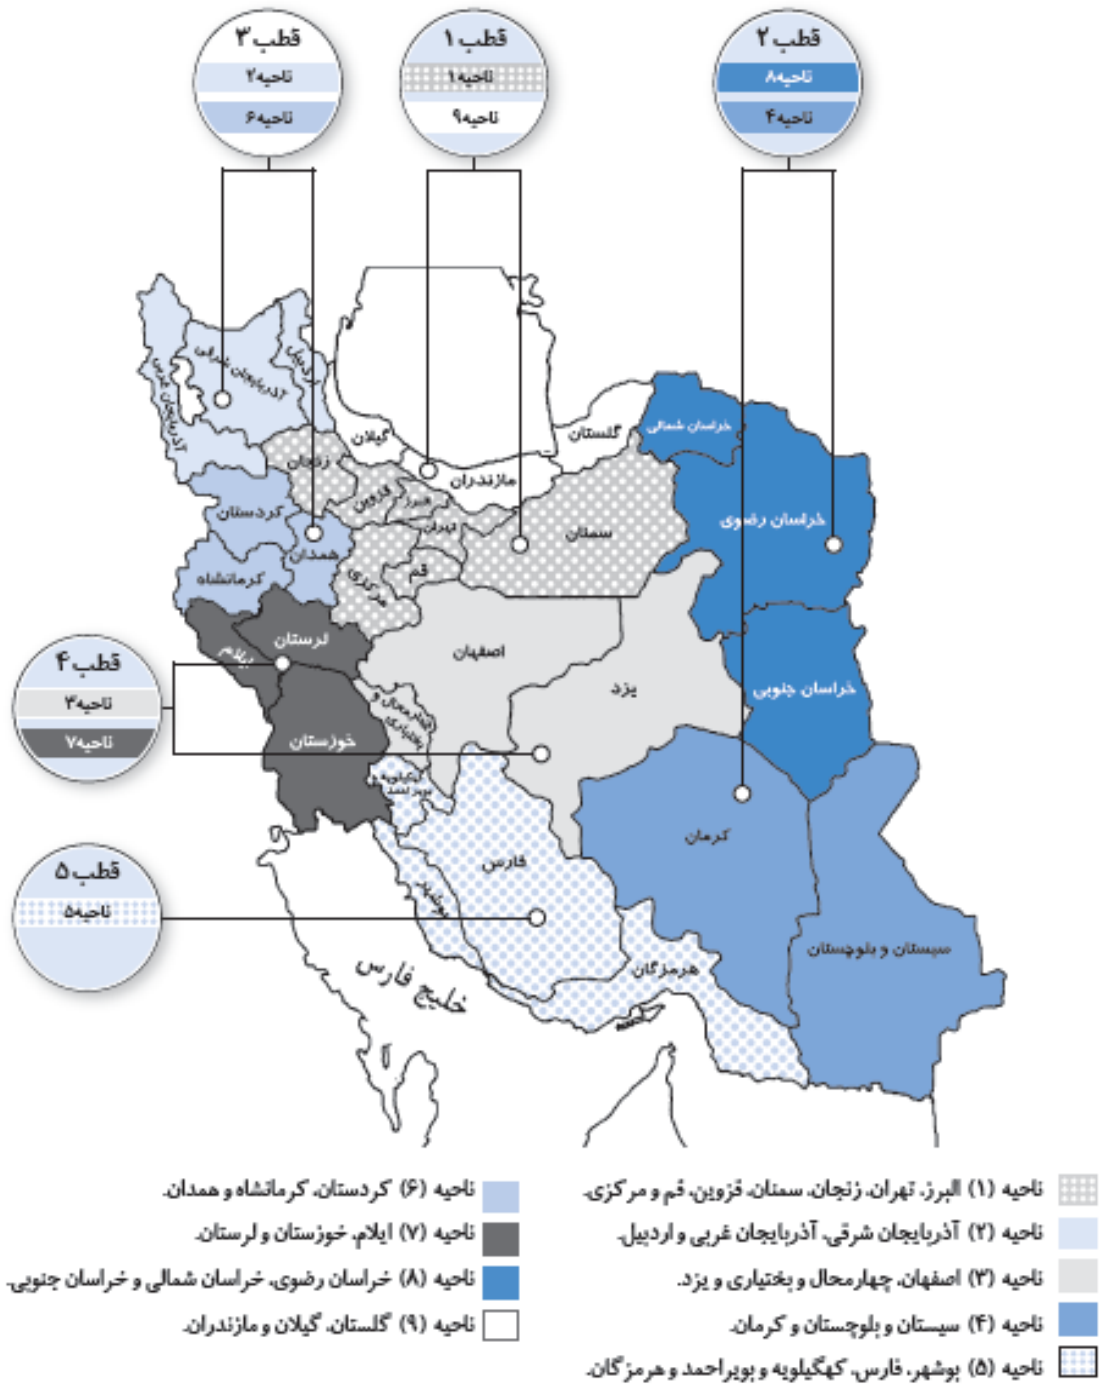 قطب ۳
ناحیه۲
ناحیه۶
قطب ۱
ناحیه۱
ناحیه۹
قطب ۲
ناحیه۸
ناحیه۴
اردبیل
آذربایجان شرقی
آذربایجان غربی
گیلان
گلستان
خراسان شمالی
زنجان
مازندران
قزوین
البرز
تهران
سمنان
خراسان رضوی
کردستان
همدان
کرمانشاه
مرکزی
قم
لرستان
ایلام
اصفهان
یزد
خراسان جنوبی
قطب ۴
ناحیه۳
ناحیه۷
چهارمحال و
بختیاری
خوزستان
کهگیلویه
بویراحمد
کرمان
قطب ۵
ناحیه۵
فارس
بوشهر
سیستان و بلوچستان
هرمزگان
خلیج فارس
ناحیه (۱) البرز، تهران، زنجان، سمنان، قزوین، قم و مرکزی.
ناحیه (۲) آذربایجان شرقی، آذربایجان غربی و اردبیل.
ناحیه (۳) اصفهان، چهارمحال و بختیاری و یزد.
ناحیه (۴) سیستان و بلوچستان و کرمان.
ناحیه (۵) بوشهر، فارس، کهگیلویه و بویراحمد و هرمزگان.
ناحیه (۶) کردستان، کرمانشاه و همدان.
ناحیه (۷) ایلام، خوزستان و لرستان.
ناحیه (۸) خراسان رضوی، خراسان شمالی و خراسان جنوبی.
ناحیه (۹) گلستان، گیلان و مازندران.